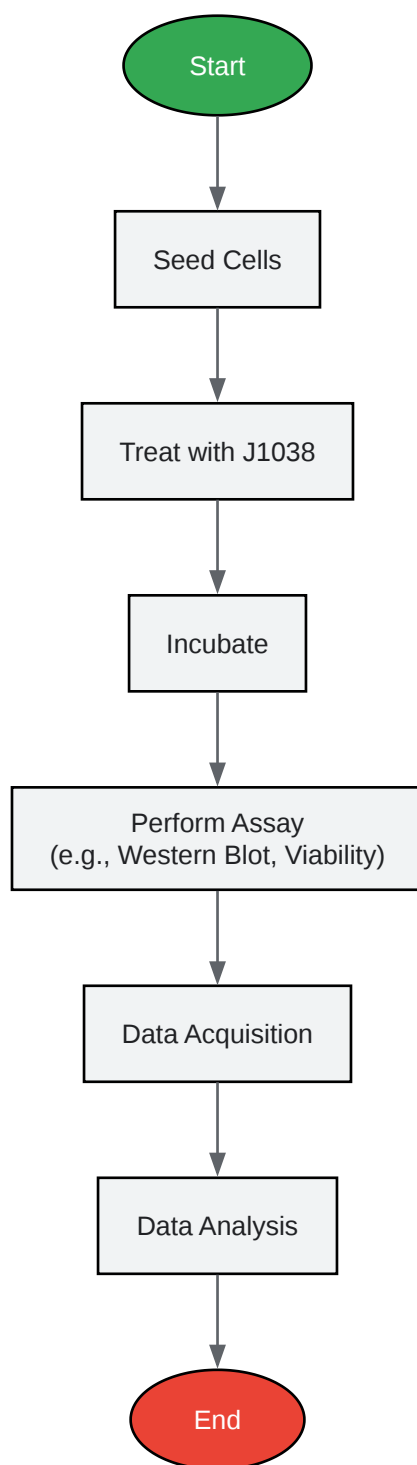 Start
Seed Cells
Treat with J1038
Incubate
Perform Assay
(e.g., Western Blot, Viability)
Data Acquisition
Data Analysis
End